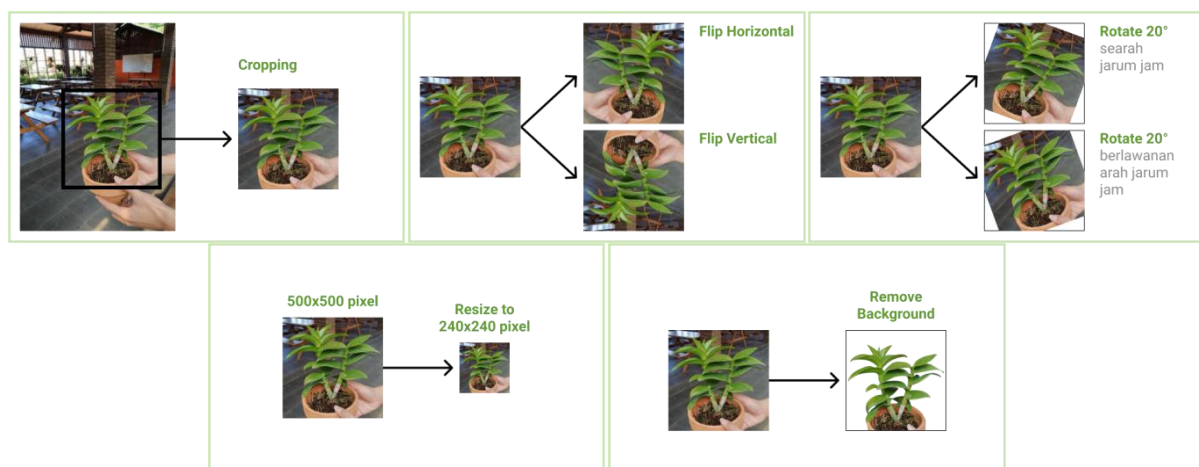 Cropping
Flip Horizontal
Flip Vertical
Rotate 20°
searah
jarum jam
Rotate 20°
berlawanan
arah jarum
jam
500x500 pixel
Resize to
240x240 pixel
Remove
Background